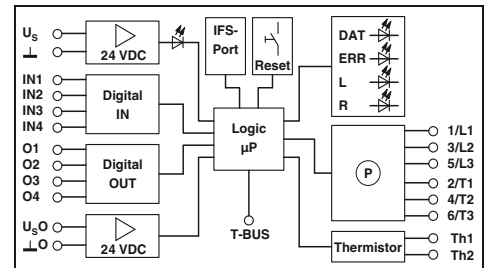 Us
⊥
24 VDC
IFS-
Port
Reset
DAT
ERR
L
R
IN1
IN2
IN3
IN4
Digital
IN
Logic
µP
O1
O2
O3
O4
Digital
OUT
P
1/L1
3/L2
5/L3
2/T1
4/T2
6/T3
UsO
⊥O
24 VDC
T-BUS
Thermistor
Th1
Th2